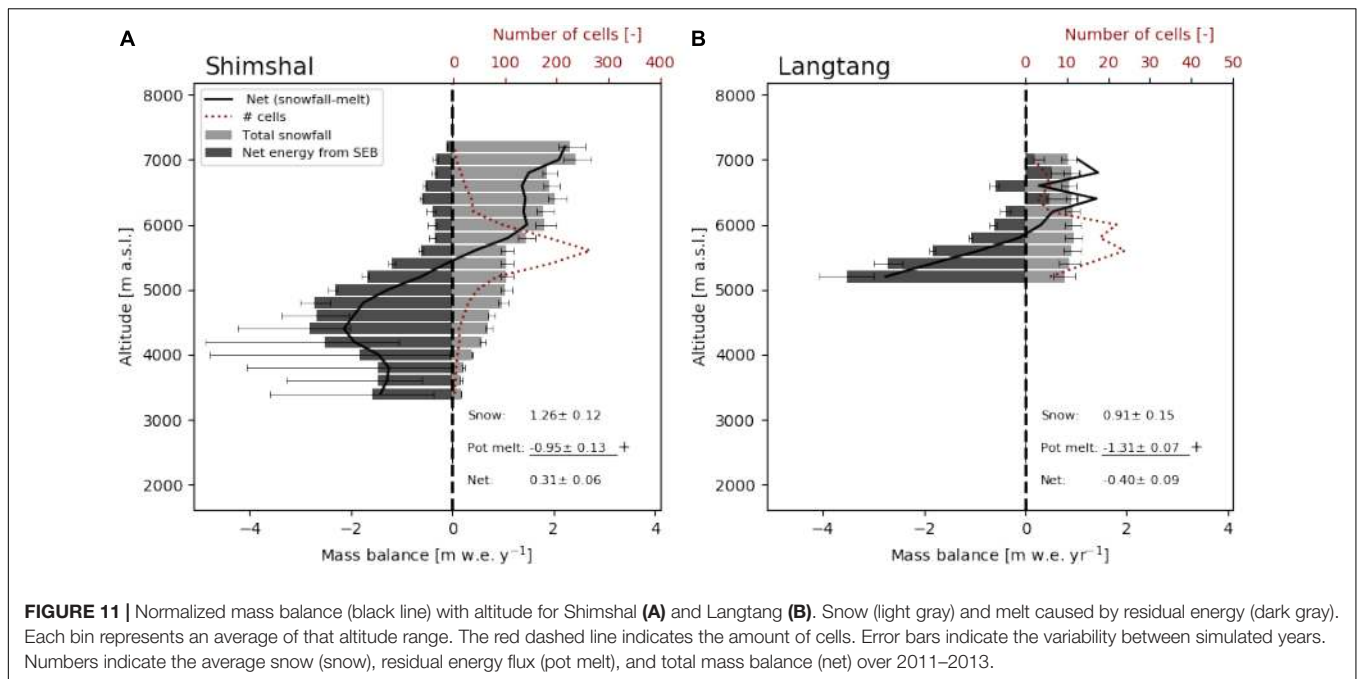 A
Number of cells [-]
Shimshal
0 100 200 300 400
8000
7000
6000
5000
4000
3000
2000
Altitude [m a.s.l.]
Net (snowfall-melt)
# cells
Total snowfall
Net energy from SEB
Snow: 1.26± 0.12
Pot melt: -0.95± 0.13 +
Net: 0.31± 0.06
−4 −2 0 2 4
Mass balance [m w.e. y⁻¹]
B
Number of cells [-]
Langtang
0 10 20 30 40 50
8000
7000
6000
5000
4000
3000
2000
Altitude [m a.s.l.]
Snow: 0.91± 0.15
Pot melt: -1.31± 0.07 +
Net: -0.40± 0.09
−4 −2 0 2 4
Mass balance [m w.e. yr⁻¹]
FIGURE 11 | Normalized mass balance (black line) with altitude for Shimshal (A) and Langtang (B). Snow (light gray) and melt caused by residual energy (dark gray).
Each bin represents an average of that altitude range. The red dashed line indicates the amount of cells. Error bars indicate the variability between simulated years.
Numbers indicate the average snow (snow), residual energy flux (pot melt), and total mass balance (net) over 2011–2013.